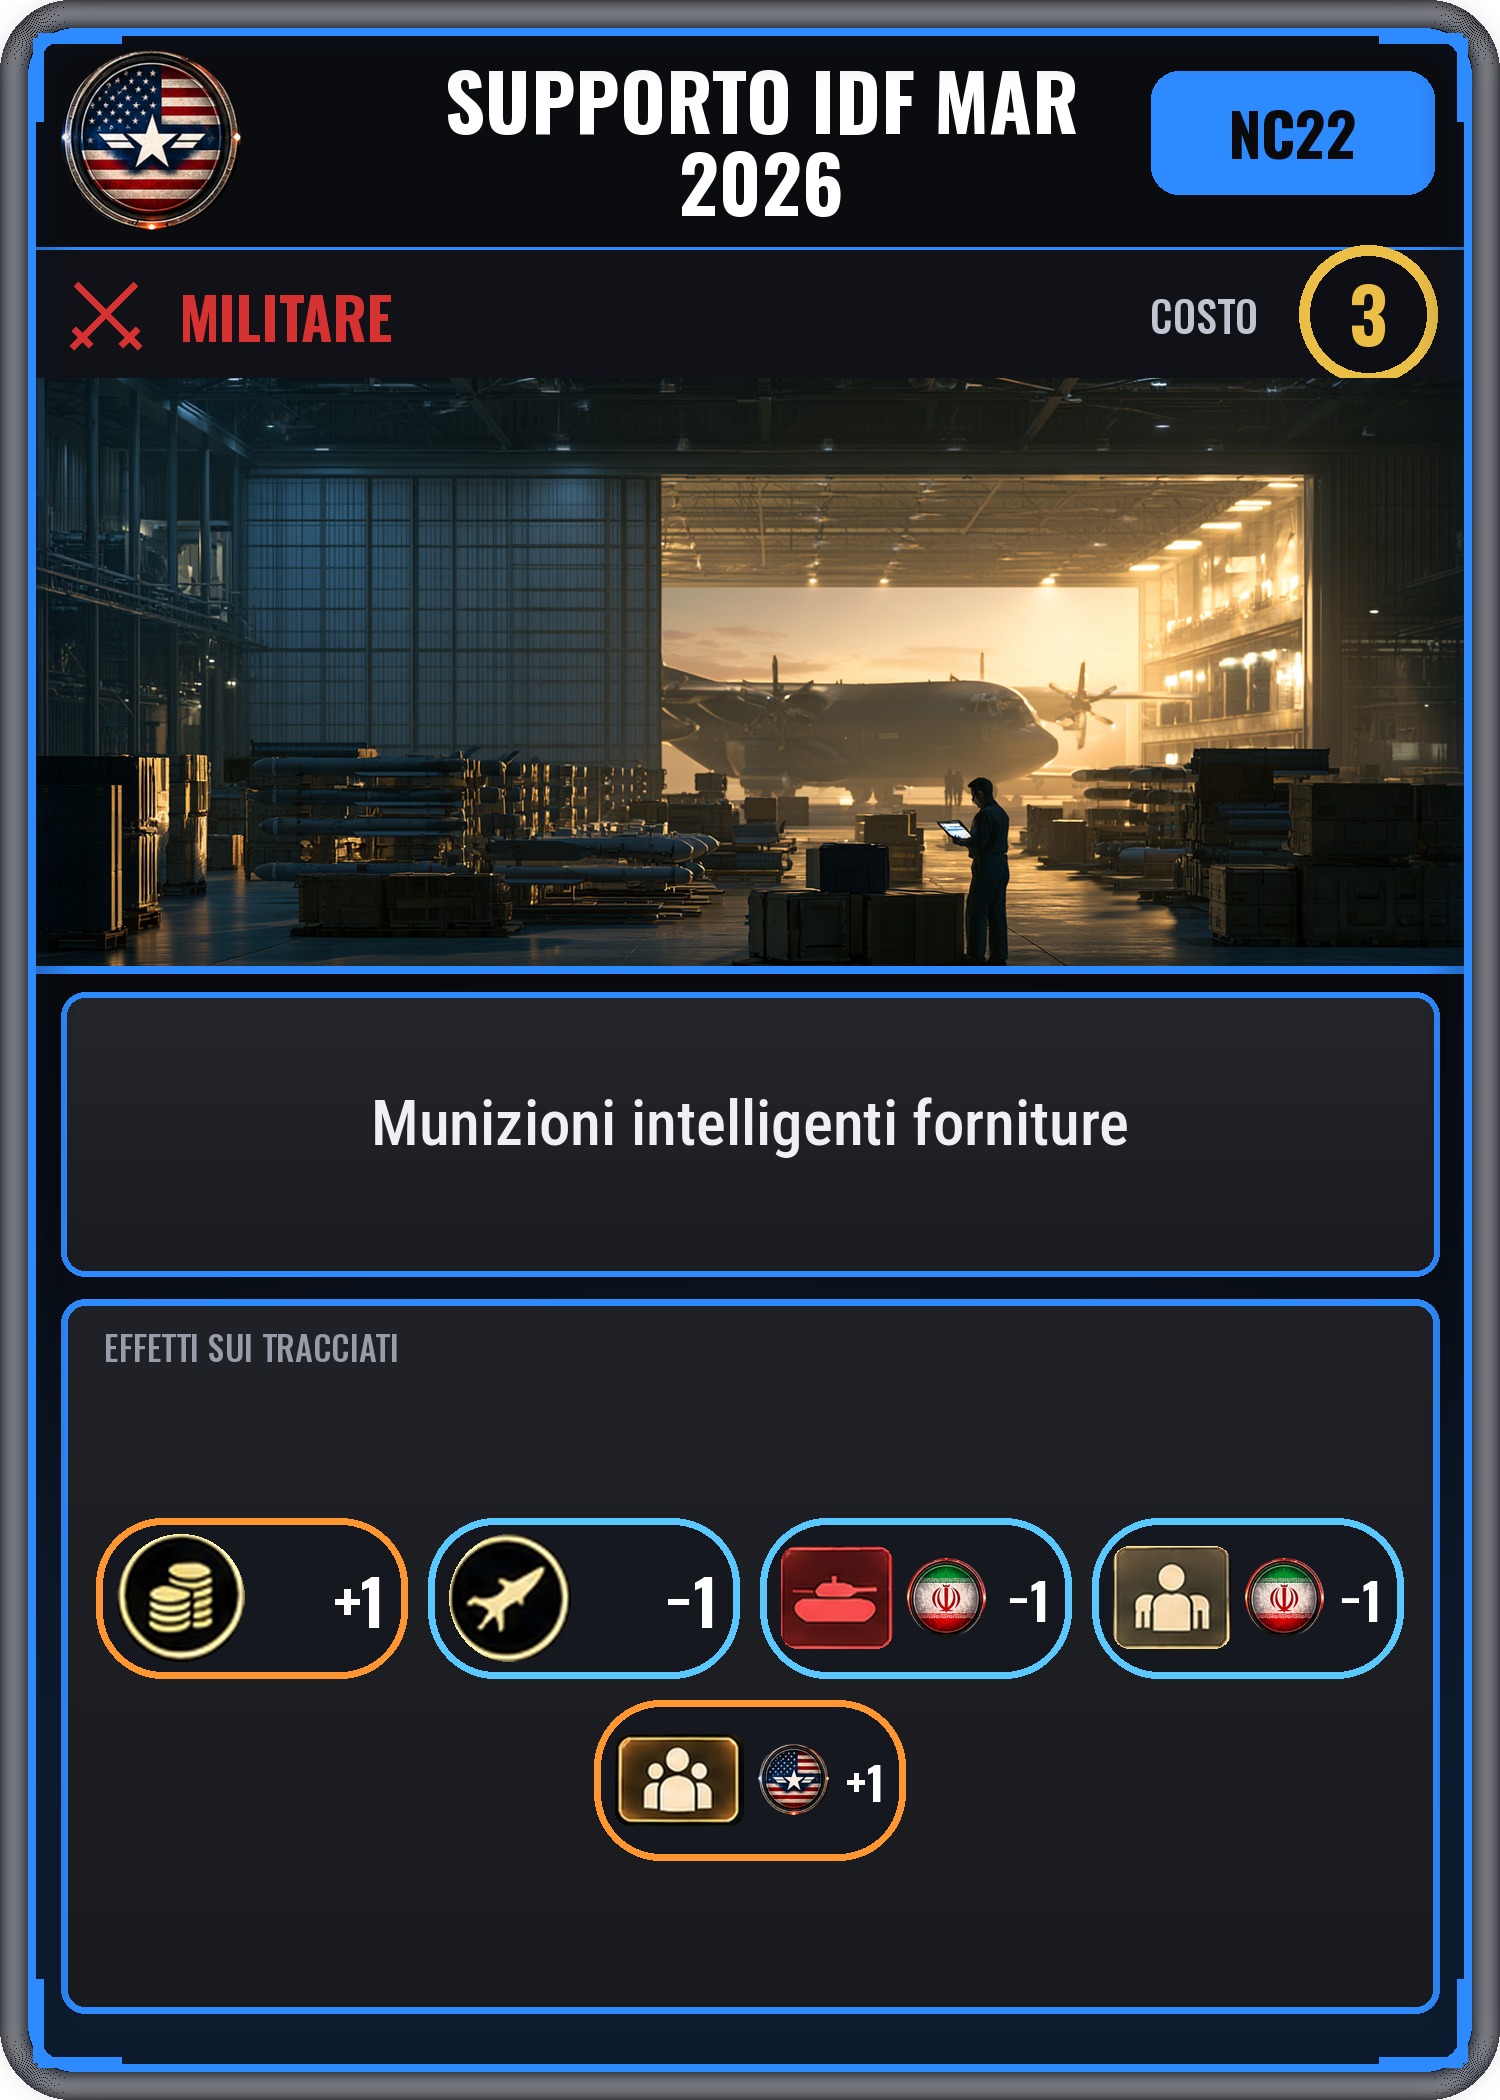 SUPPORTO IDF MAR
2026
NC22
MILITARE
COSTO
3
Munizioni intelligenti forniture
EFFETTI SUI TRACCIATI
+1
-1
-1
-1
+1